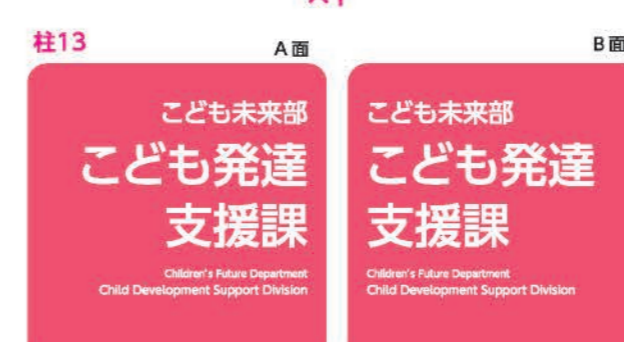 柱13
A面
B面
こども未来部
こども発達
支援課
Children's Future Department
Child Development Support Division
こども未来部
こども発達
支援課
Children's Future Department
Child Development Support Division